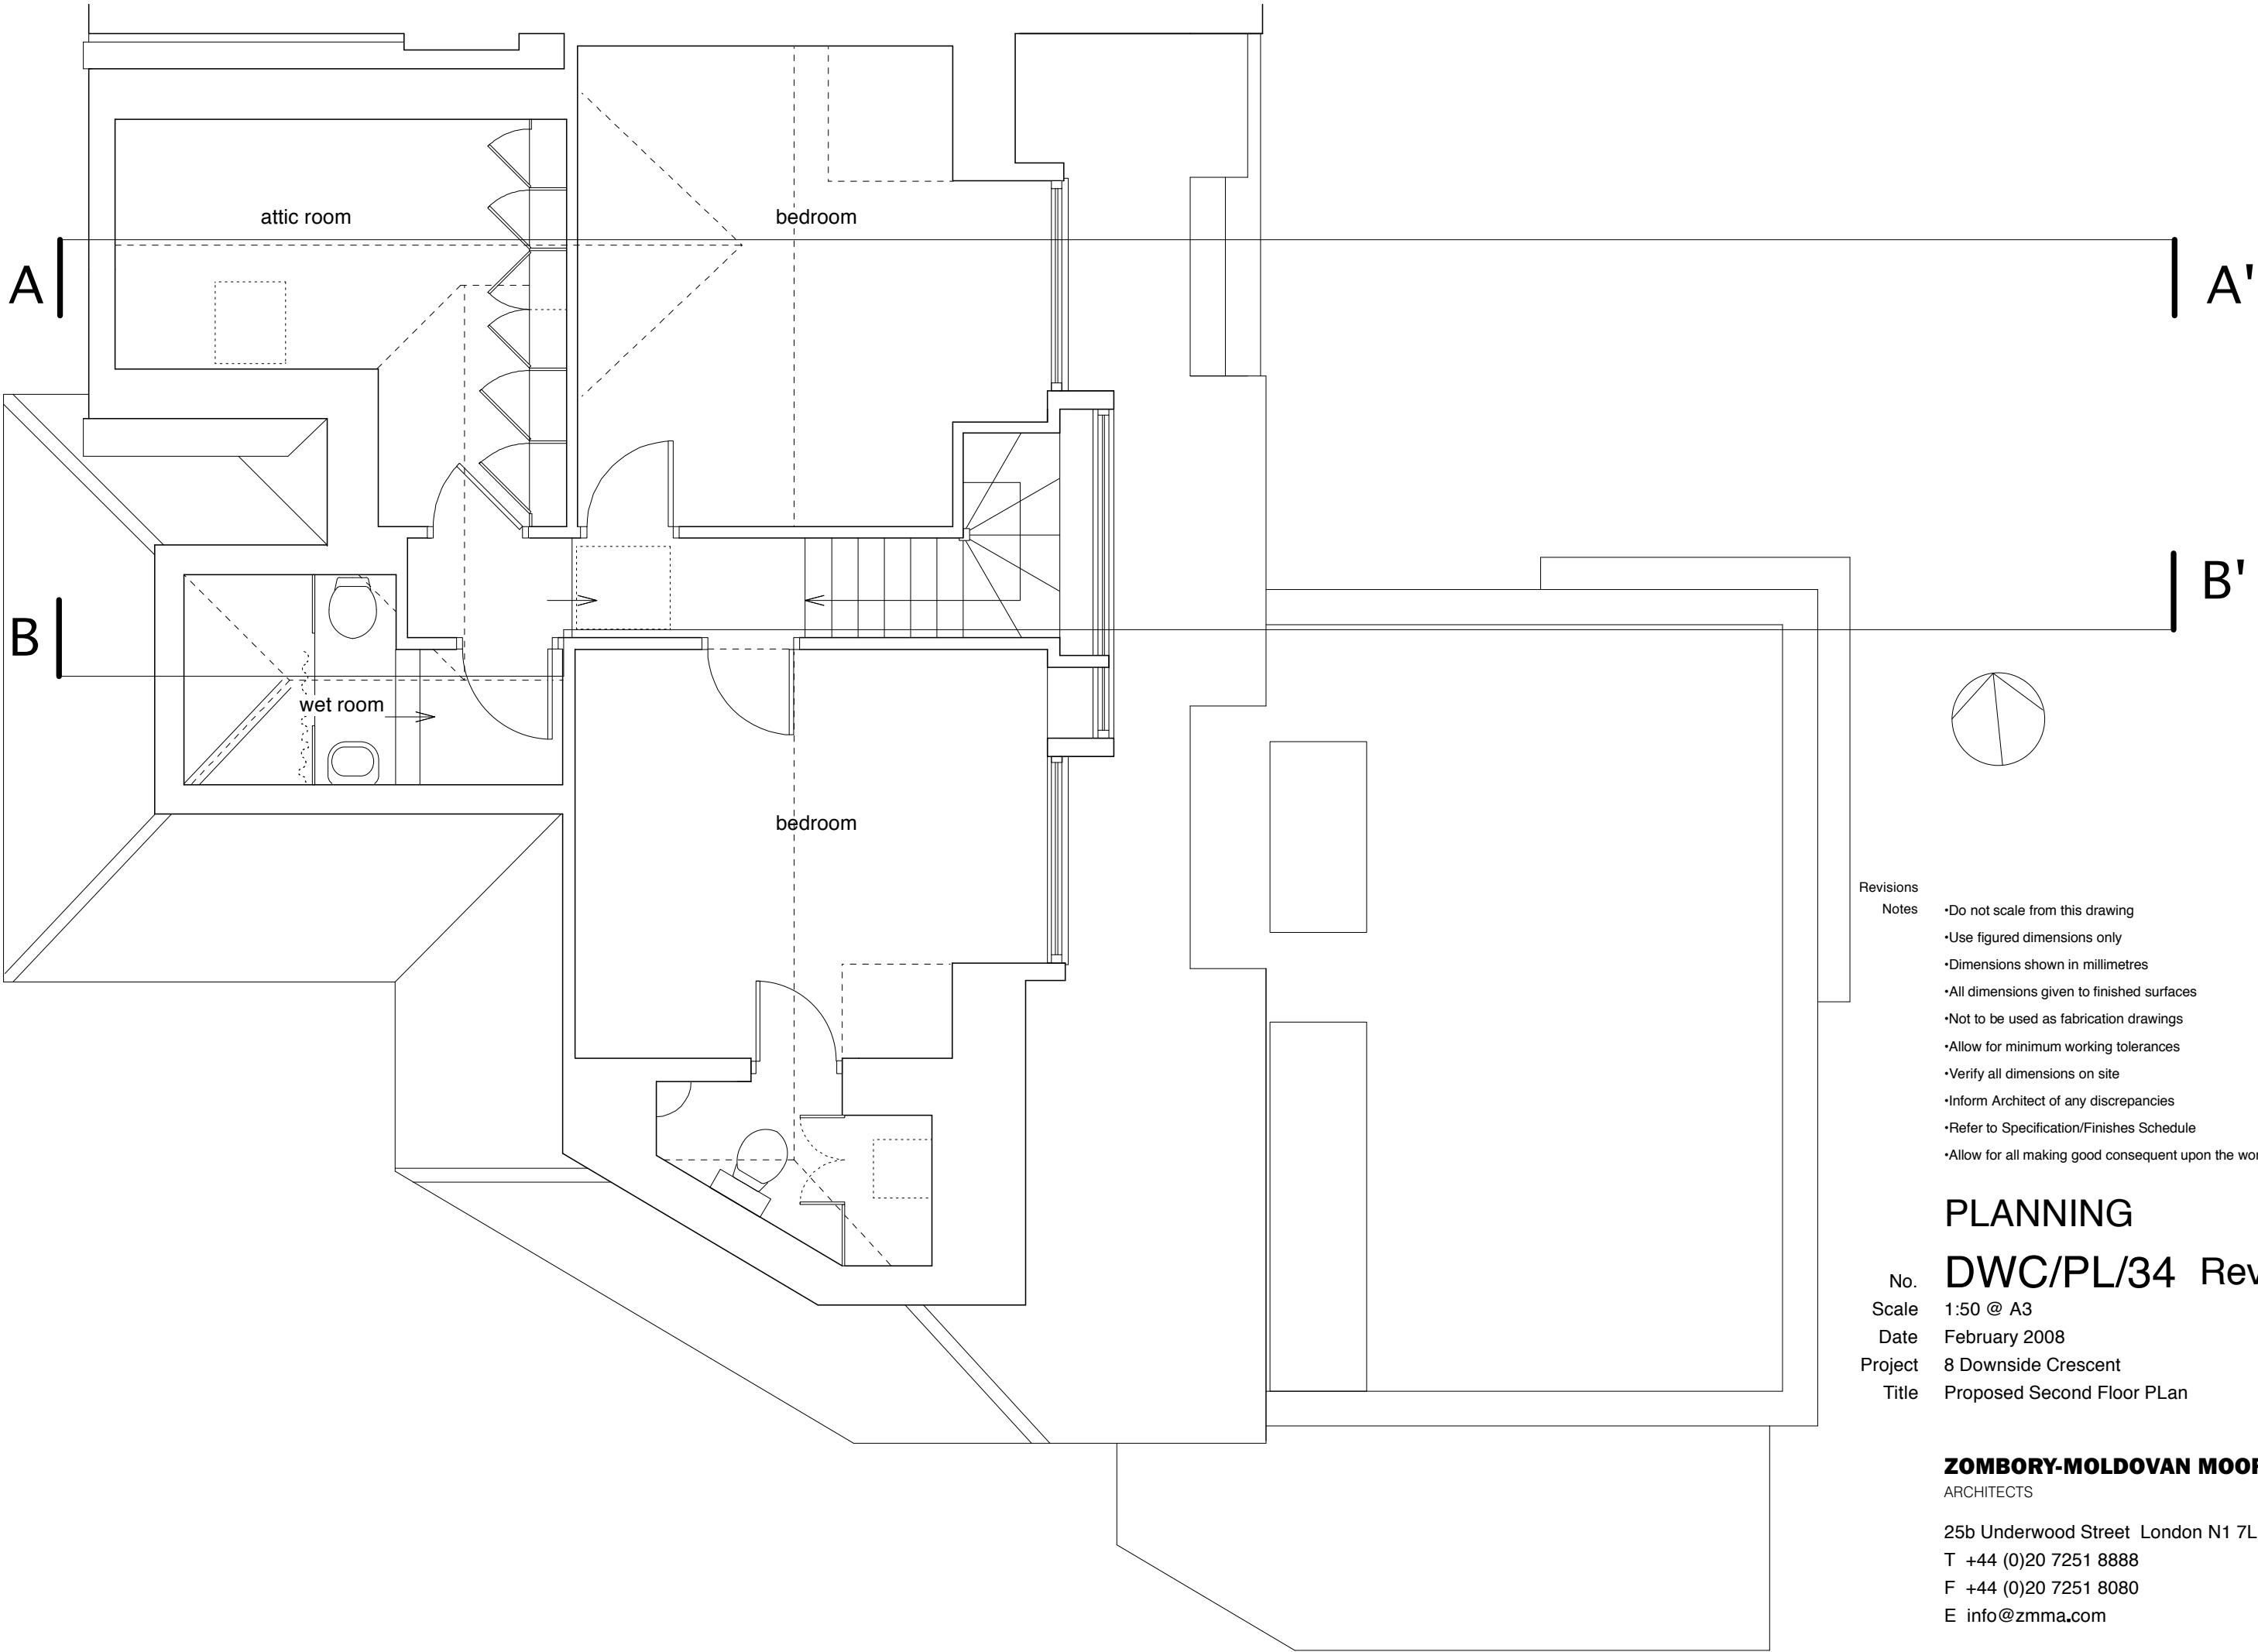 attic room
bedroom
A
A'
B
B'
wet room
bedroom
Revisions
Notes
•Do not scale from this drawing
•Use figured dimensions only
•Dimensions shown in millimetres
•All dimensions given to finished surfaces
•Not to be used as fabrication drawings
•Allow for minimum working tolerances
•Verify all dimensions on site
•Inform Architect of any discrepancies
•Refer to Specification/Finishes Schedule
•Allow for all making good consequent upon the
PLANNING
No. DWC/PL/34 Rev
Scale 1:50 @ A3
Date February 2008
Project 8 Downside Crescent
Title Proposed Second Floor PLan
ZOMBORY-MOLDOVAN
ARCHITECTS
25b Underwood Street London N1 7L
T +44 (0)20 7251 8888
F +44 (0)20 7251 8080
E info@zmma.com